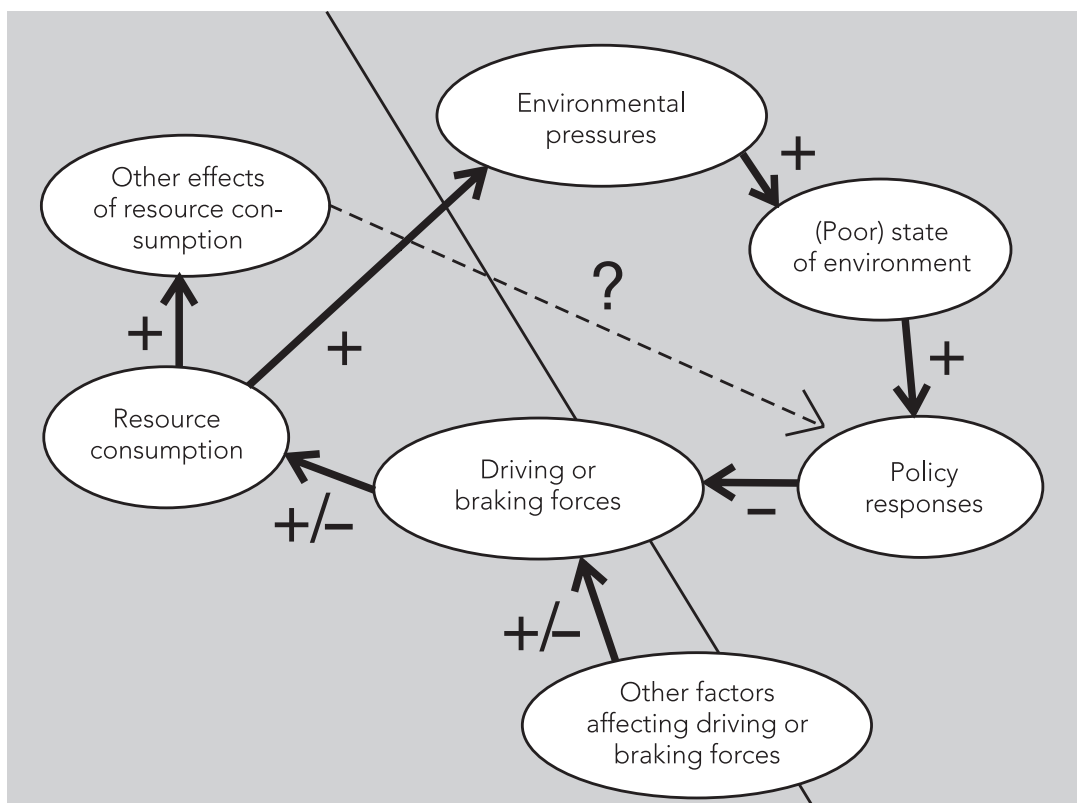 Environmental
pressures
+
Other effects
of resource con-
sumption
(Poor) state
of environment
?
+
+
+
Resource
consumption
Driving or
braking forces
Policy
responses
+/–
–
+/–
Other factors
affecting driving or
braking forces